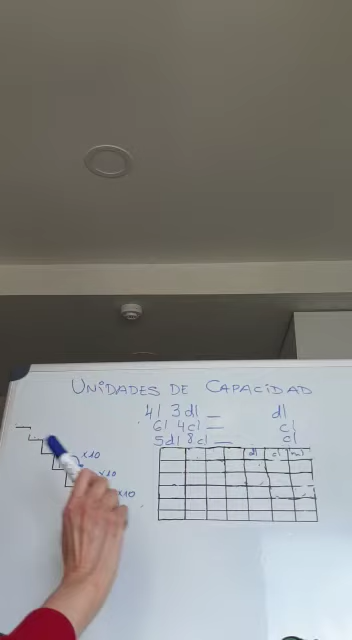 UNIDADES DE CAPACIDAD
4l 3dl _ dl
6l 4cl _ cl
5dl 8cl _ cl
dl cl ml
x10
x10
x10